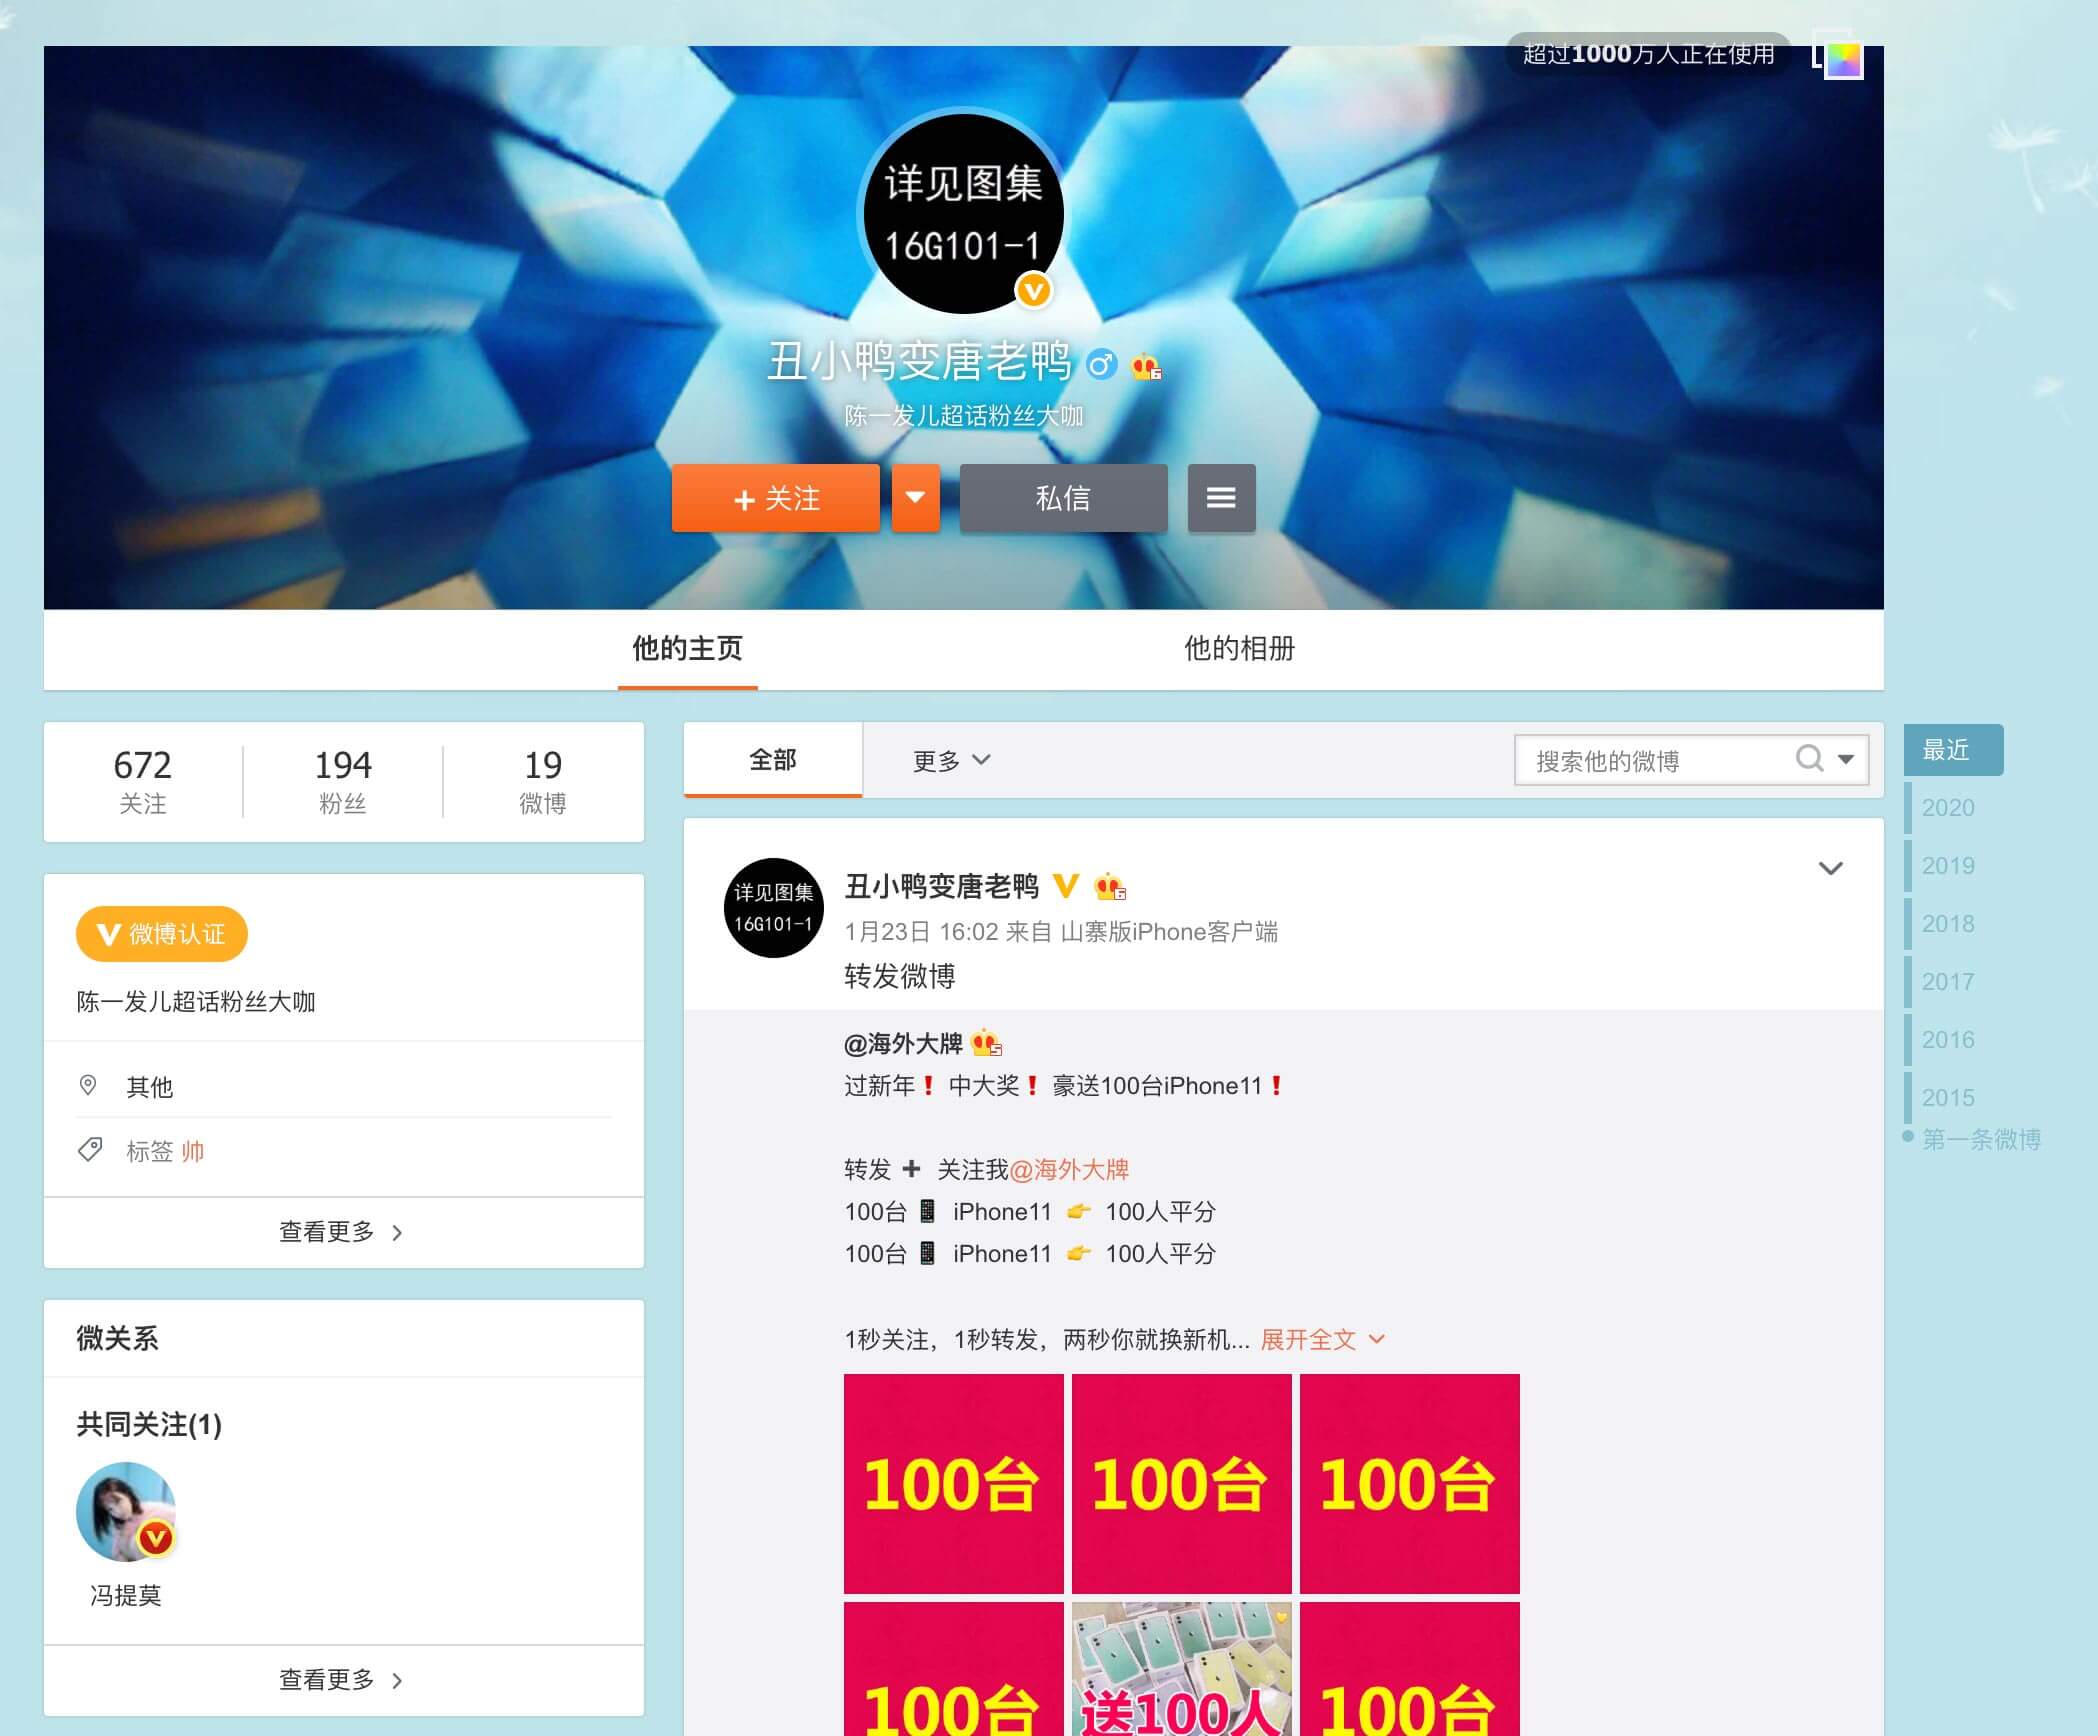 超过1000万人正在使用
详见图集
16G101-1
丑小鸭变唐老鸭
陈一发儿超话粉丝大咖
+ 关注
私信
他的主页
他的相册
672
关注
194
粉丝
19
微博
V 微博认证
陈一发儿超话粉丝大咖
其他
标签 帅
查看更多
微关系
共同关注(1)
冯提莫
查看更多
全部
更多
搜索他的微博
详见图集
16G101-1
丑小鸭变唐老鸭
1月23日 16:02 来自 山寨版iPhone客户端
转发微博
@海外大牌
过新年❗ 中大奖❗ 豪送100台iPhone11❗
转发 ➕ 关注我@海外大牌
100台📱 iPhone11 👉 100人平分
100台📱 iPhone11 👉 100人平分
1秒关注，1秒转发，两秒你就换新机... 展开全文
100台
100台
100台
100台
送100人
100台
最近
2020
2019
2018
2017
2016
2015
第一条微博